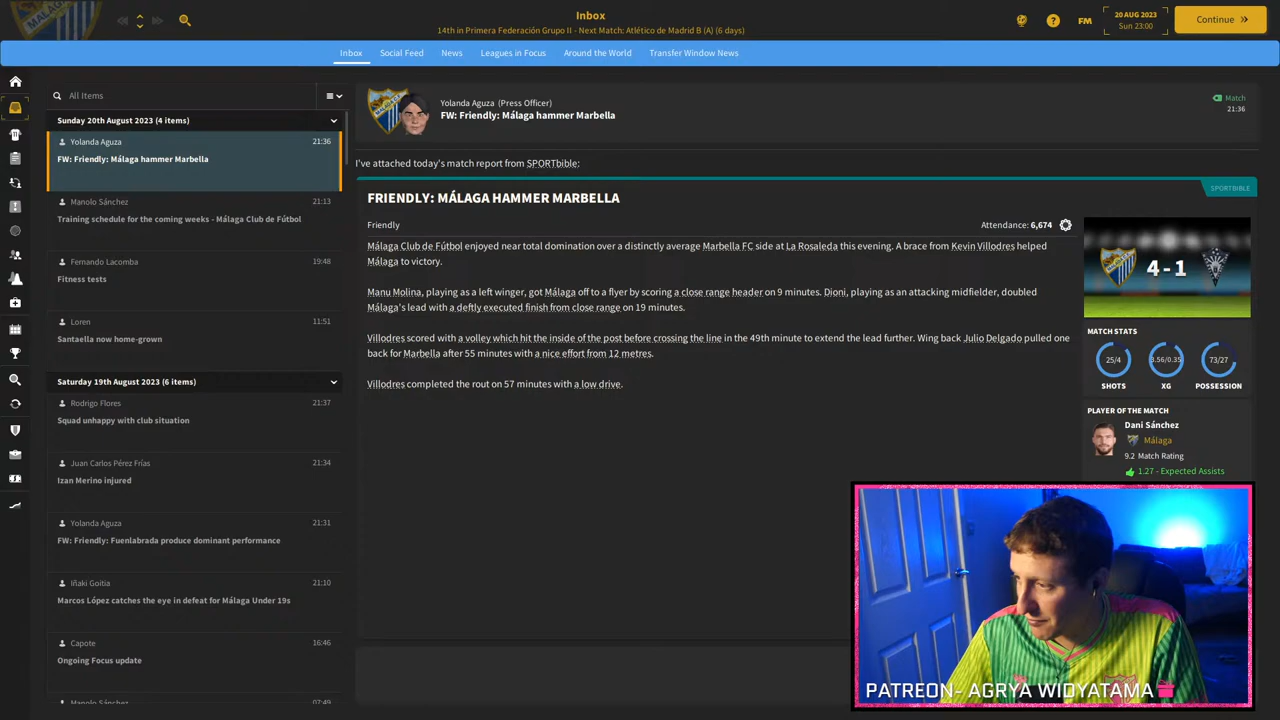 Inbox
14th in Primera Federación Grupo II - Next Match: Atlético de Madrid B (A) (6 days)
FM
20 AUG 2023
Sun 23:00
Continue
Inbox
Social Feed
News
Leagues in Focus
Around the World
Transfer Window News
All Items
Sunday 20th August 2023 (4 items)
Yolanda Aguza
21:36
FW: Friendly: Málaga hammer Marbella
Manolo Sánchez
21:13
Training schedule for the coming weeks - Málaga Club de Fútbol
Fernando Lacomba
19:48
Fitness tests
Loren
11:51
Santaella now home-grown
Saturday 19th August 2023 (6 items)
Rodrigo Flores
21:37
Squad unhappy with club situation
Juan Carlos Pérez Frías
21:34
Izan Merino injured
Yolanda Aguza
21:31
FW: Friendly: Fuenlabrada produce dominant performance
Iñaki Goitia
21:10
Marcos López catches the eye in defeat for Málaga Under 19s
Capote
16:46
Ongoing Focus update
Manolo Sánchez
07:49
Yolanda Aguza (Press Officer)
FW: Friendly: Málaga hammer Marbella
Match
21:36
I've attached today's match report from SPORTbible:
SPORTBIBLE
FRIENDLY: MÁLAGA HAMMER MARBELLA
Friendly
Attendance: 6,674
Málaga Club de Fútbol enjoyed near total domination over a distinctly average Marbella FC side at La Rosaleda this evening. A brace from Kevin Villodres helped
Málaga to victory.
Manu Molina, playing as a left winger, got Málaga off to a flyer by scoring a close range header on 9 minutes. Dioni, playing as an attacking midfielder, doubled
Málaga's lead with a deftly executed finish from close range on 19 minutes.
Villodres scored with a volley which hit the inside of the post before crossing the line in the 49th minute to extend the lead further. Wing back Julio Delgado pulled one
back for Marbella after 55 minutes with a nice effort from 12 metres.
Villodres completed the rout on 57 minutes with a low drive.
4 - 1
MATCH STATS
25/4
3.56/0.35
73/27
SHOTS
XG
POSSESSION
PLAYER OF THE MATCH
Dani Sánchez
Málaga
9.2 Match Rating
1.27 - Expected Assists
PATREON- AGRYA WIDYATAMA